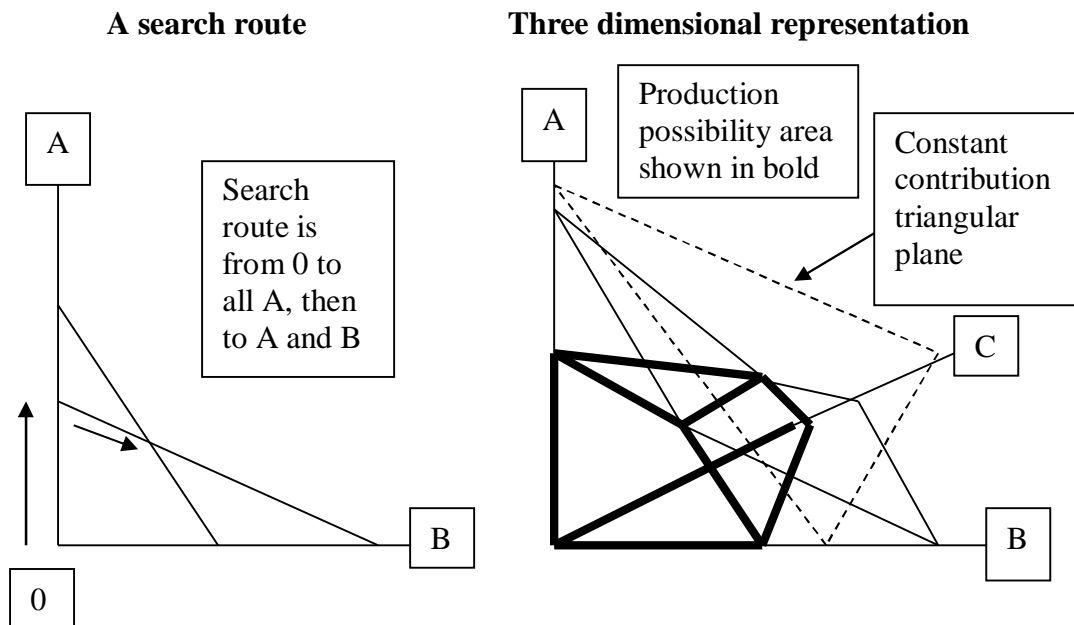 A search route
A
Search
route is
from 0 to
all A, then
to A and B
B
0
Three dimensional representation
A
Production
possibility area
shown in bold
Constant
contribution
triangular
plane
C
B